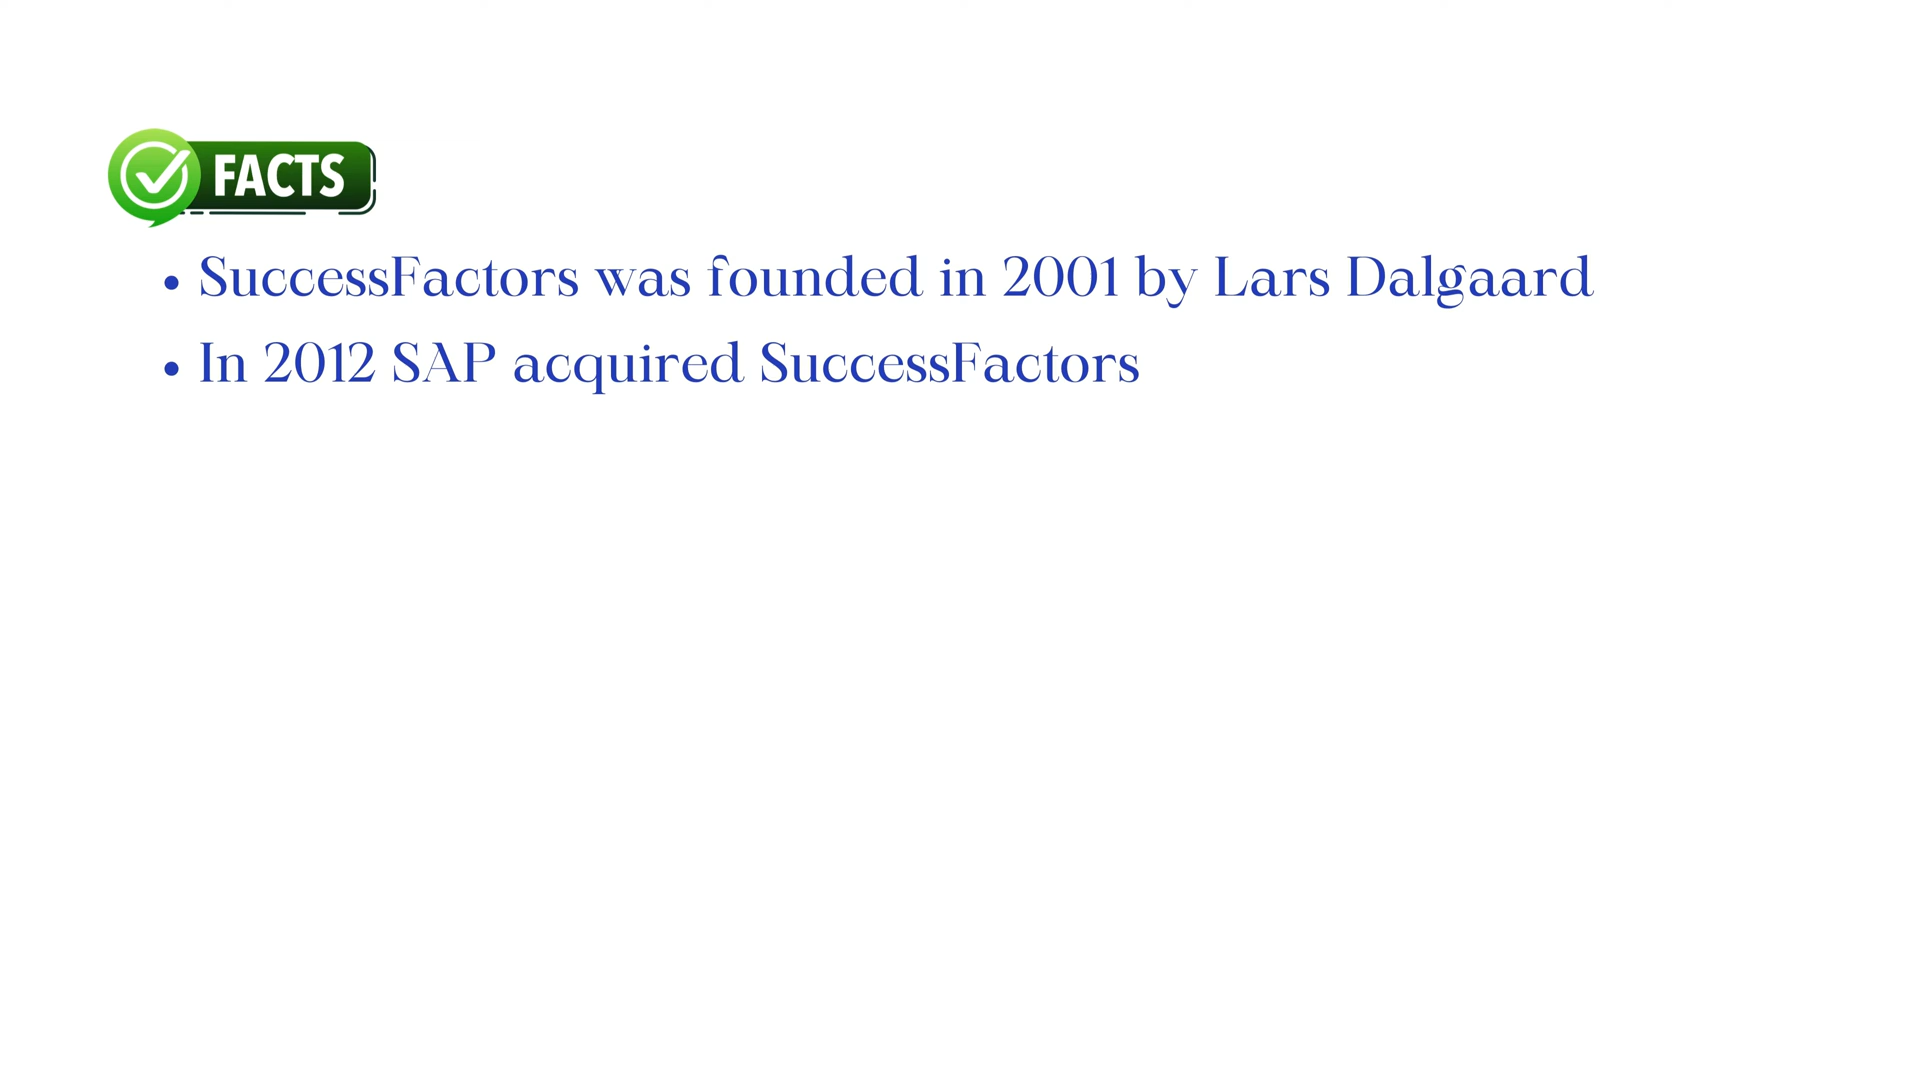 FACTS
• SuccessFactors was founded in 2001 by Lars Dalgaard
• In 2012 SAP acquired SuccessFactors